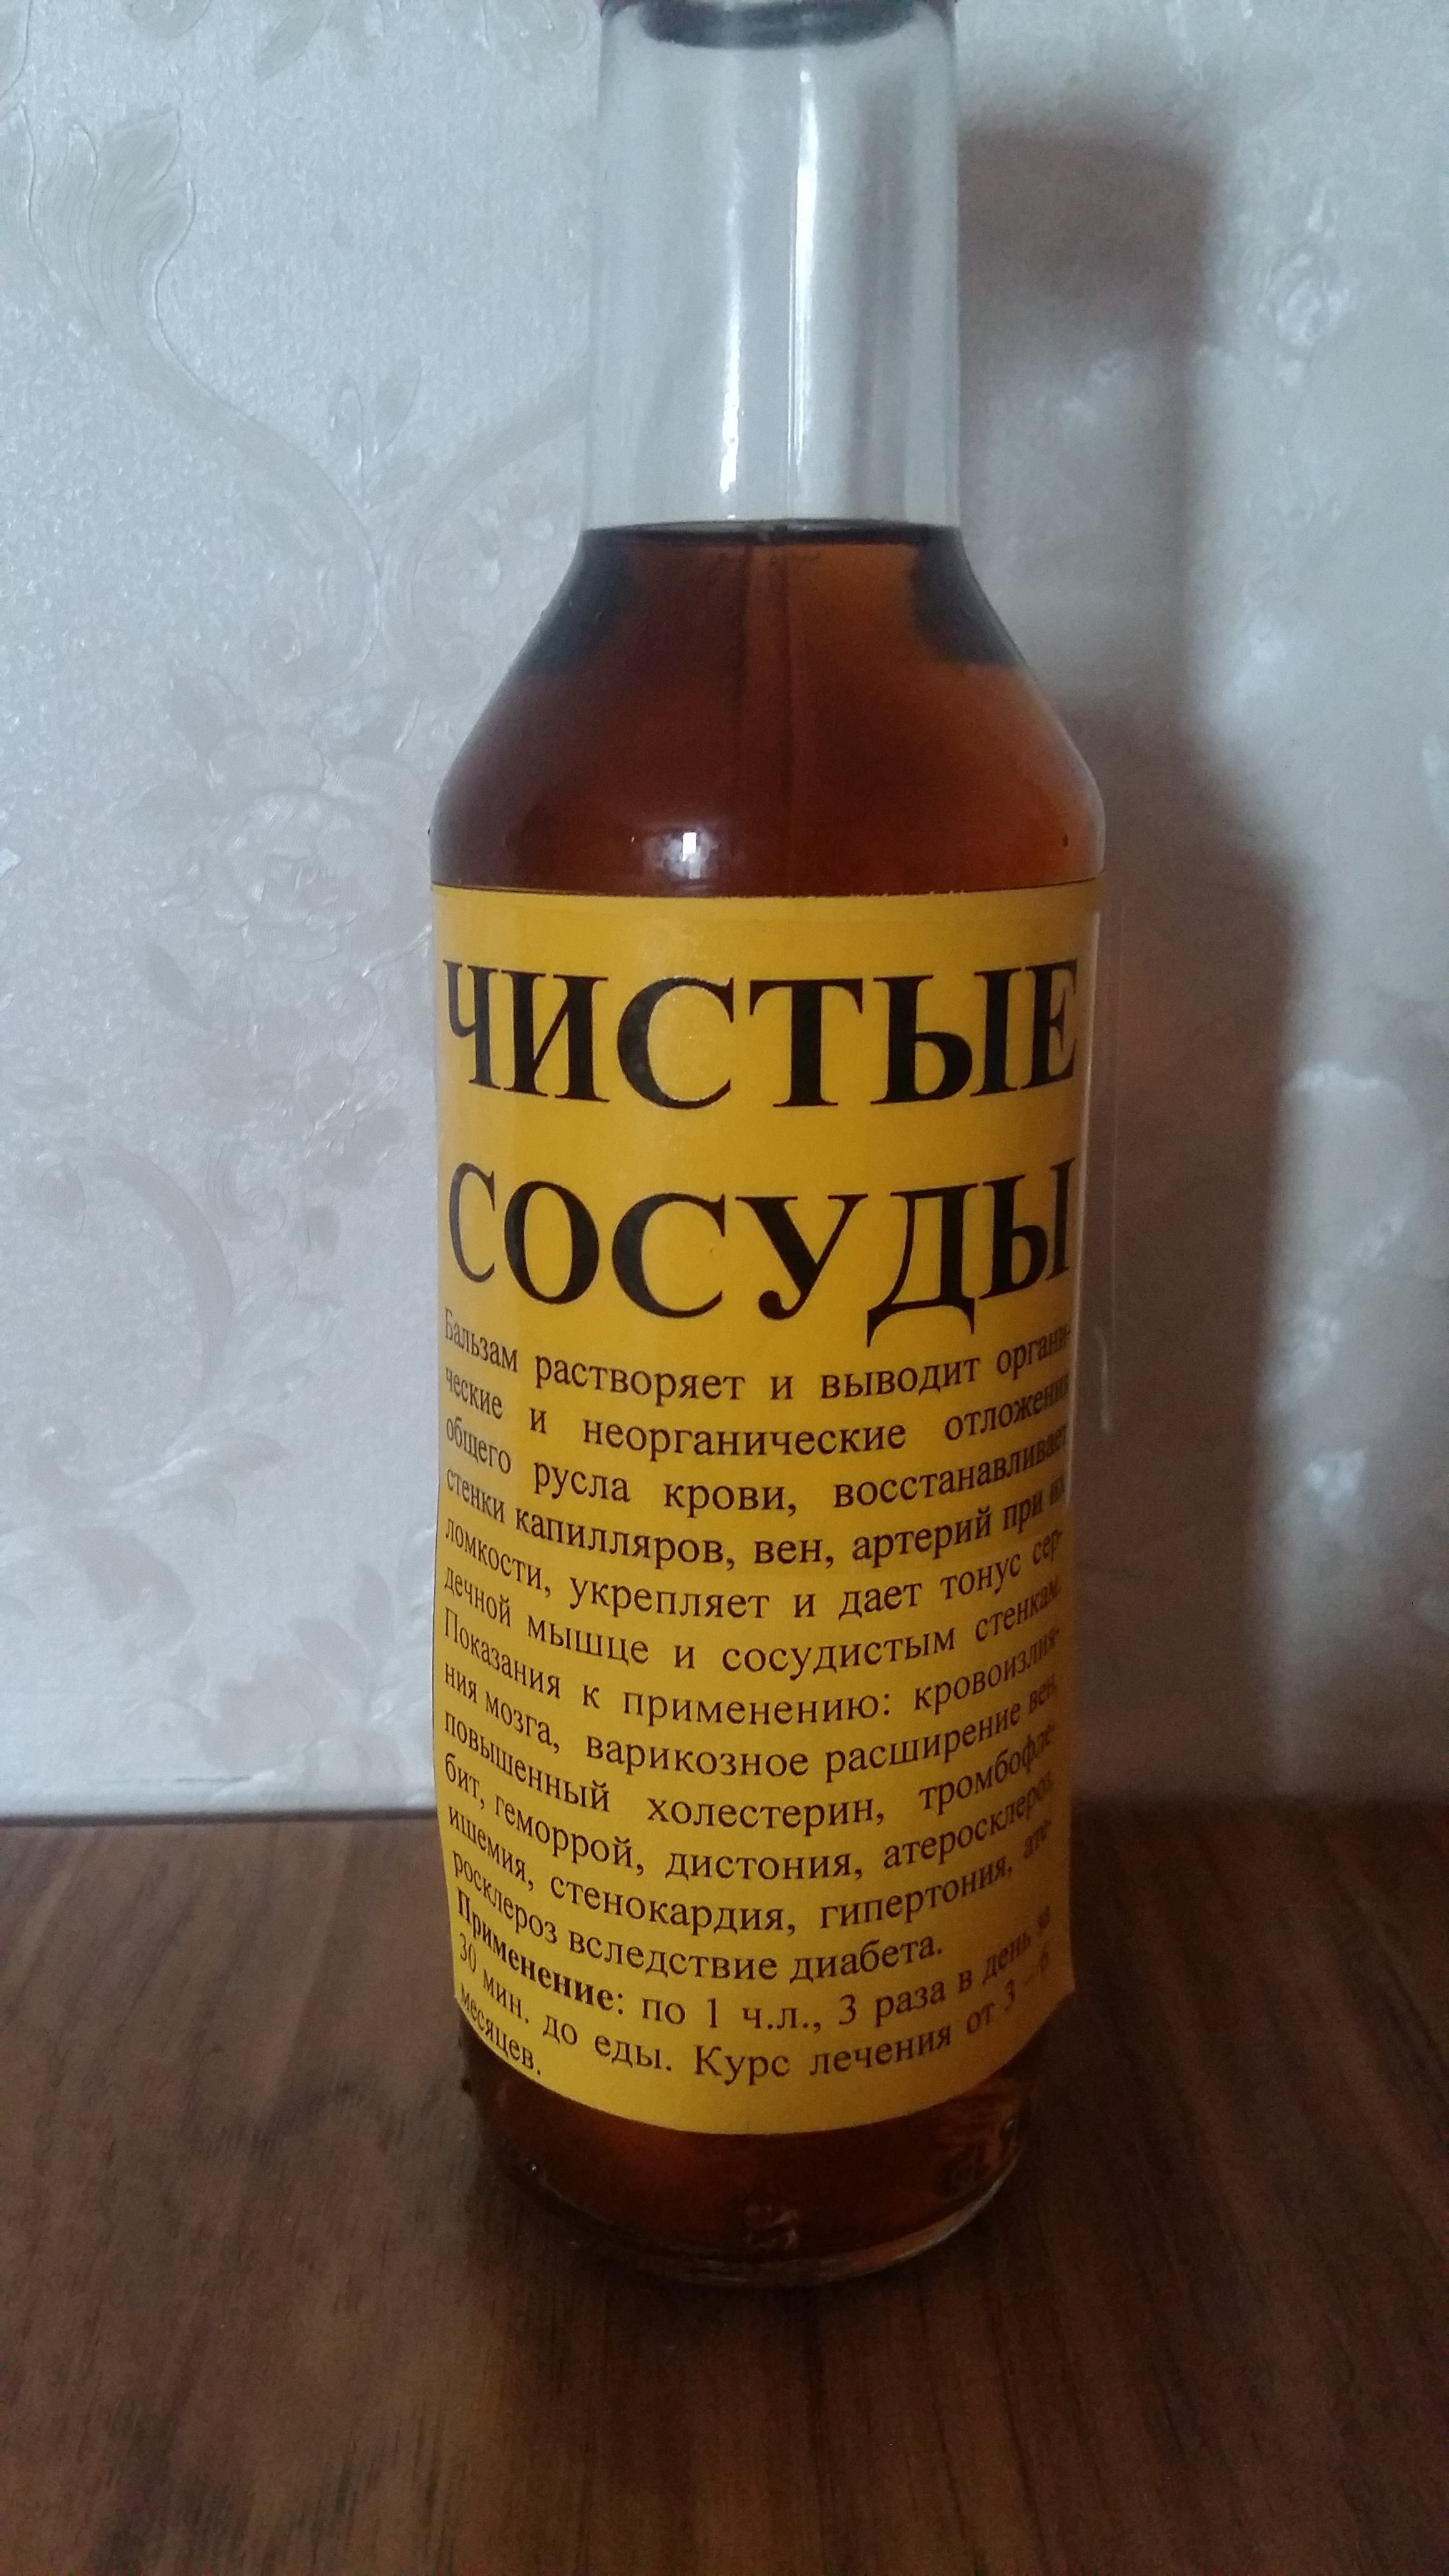 ЧИСТЫЕ
СОСУДЫ
Бальзам растворяет и выводит органи-
ческие и неорганические отложения
общего русла крови, восстанавливает
стенки капилляров, вен, артерий при их
ломкости, укрепляет и дает тонус сер-
дечной мышце и сосудистым стенкам.
Показания к применению: кровоизлия-
ния мозга, варикозное расширение вен,
повышенный холестерин, тромбофле-
бит, геморрой, дистония, атеросклероз,
ишемия, стенокардия, гипертония, ате-
росклероз вследствие диабета.
Применение: по 1 ч.л., 3 раза в день за
30 мин. до еды. Курс лечения от 3 – 6
месяцев.